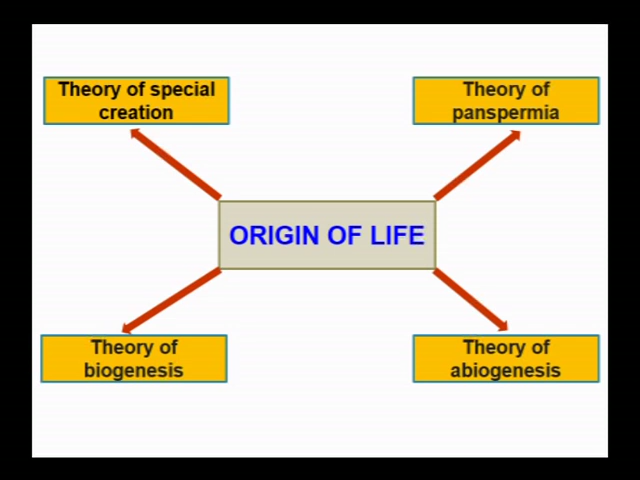 Theory of special
creation
Theory of
panspermia
ORIGIN OF LIFE
Theory of
biogenesis
Theory of
abiogenesis